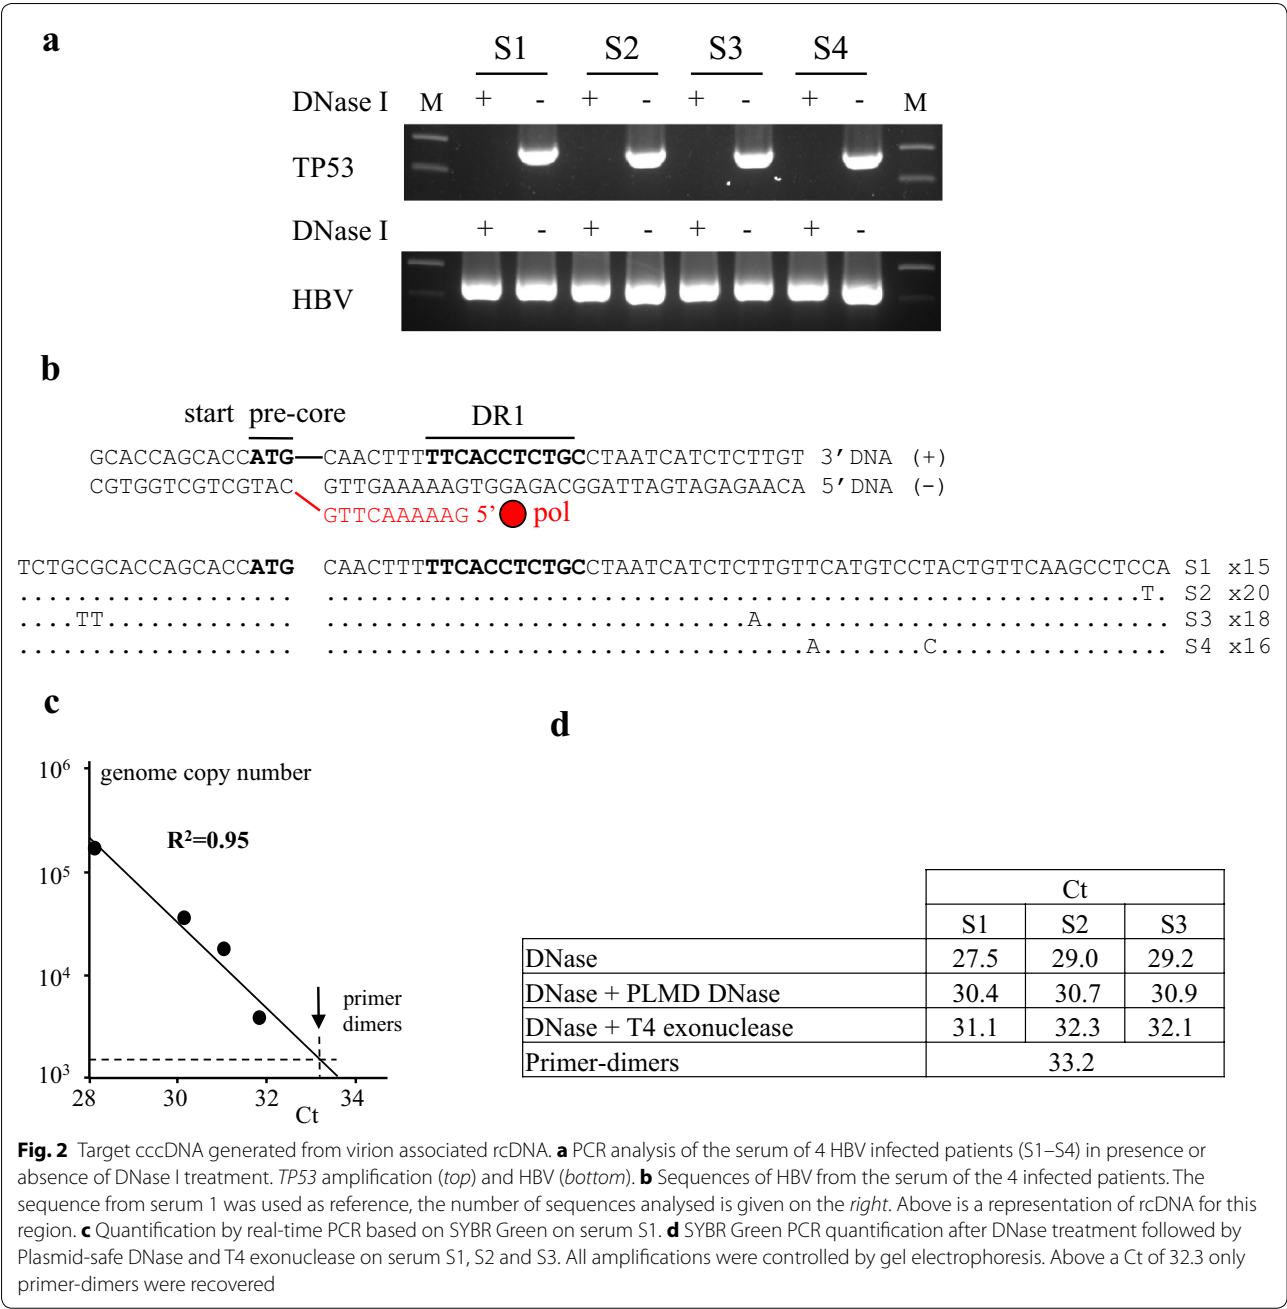 a
S1 S2 S3 S4
DNase I M + - + - + - + - M
TP53
DNase I + - + - + - + -
HBV
b
start pre-core DR1
GCACCAGCACCATG CAACTTTTTCACCTCTGCCTAATCATCTCTTGT 3’DNA (+)
CGTGGTCGTCGTAC GTTGAAAAAGTGGAGACGGATTAGTAGAGAACA 5’DNA (−)
GTTCAAAAAG 5’ pol
TCTGCGCACCAGCACCATG CAACTTTTTCACCTCTGCCTAATCATCTCTTGTTCATGTCCTACTGTTCAAGCCTCCA S1 x15
................... ........................................................T. S2 x20
....TT............. .............................A............................ S3 x18
................... .................................A.......C................ S4 x16
c
10⁶ genome copy number
R²=0.95
10⁵
10⁴
primer
dimers
10³
28 30 32 34
Ct
d
Ct
S1 S2 S3
DNase 27.5 29.0 29.2
DNase + PLMD DNase 30.4 30.7 30.9
DNase + T4 exonuclease 31.1 32.3 32.1
Primer-dimers 33.2
Fig. 2 Target cccDNA generated from virion associated rcDNA. a PCR analysis of the serum of 4 HBV infected patients (S1–S4) in presence or
absence of DNase I treatment. TP53 amplification (top) and HBV (bottom). b Sequences of HBV from the serum of the 4 infected patients. The
sequence from serum 1 was used as reference, the number of sequences analysed is given on the right. Above is a representation of rcDNA for this
region. c Quantification by real-time PCR based on SYBR Green on serum S1. d SYBR Green PCR quantification after DNase treatment followed by
Plasmid-safe DNase and T4 exonuclease on serum S1, S2 and S3. All amplifications were controlled by gel electrophoresis. Above a Ct of 32.3 only
primer-dimers were recovered